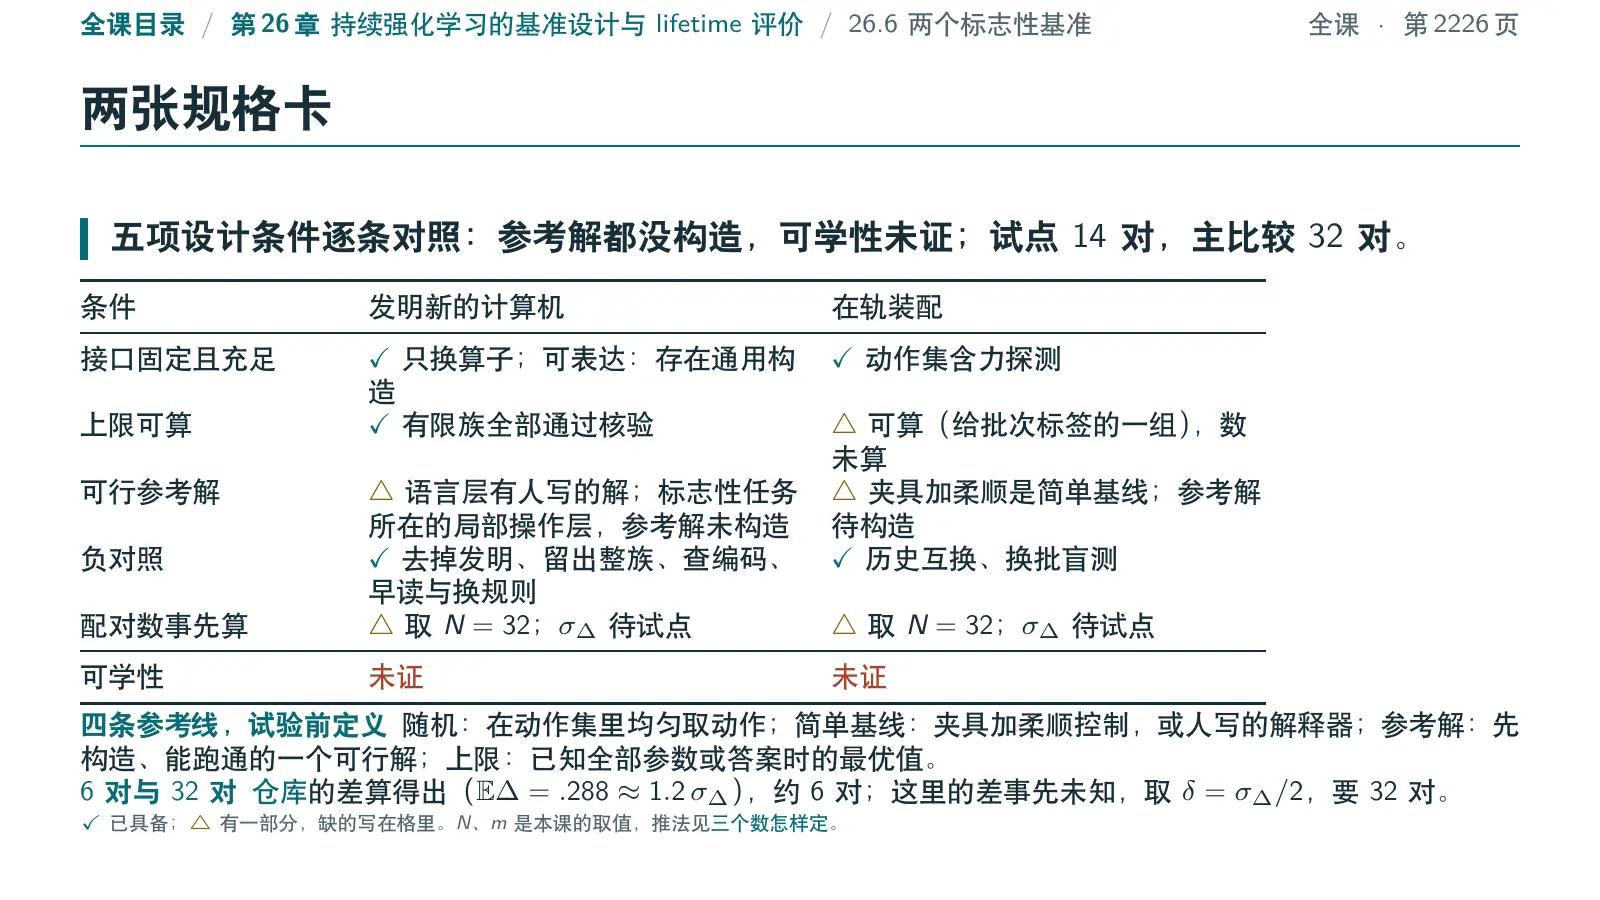 全课目录 / 第 26 章 持续强化学习的基准设计与 lifetime 评价 / 26.6 两个标志性基准 全课 · 第 2226 页
两张规格卡
五项设计条件逐条对照：参考解都没构造，可学性未证；试点 14 对，主比较 32 对。
条件 发明新的计算机 在轨装配
接口固定且充足 ✓ 只换算子；可表达：存在通用构造 ✓ 动作集含力探测
上限可算 ✓ 有限族全部通过核验 △ 可算（给批次标签的一组），数未算
可行参考解 △ 语言层有人写的解；标志性任务所在的局部操作层，参考解未构造 △ 夹具加柔顺是简单基线；参考解待构造
负对照 ✓ 去掉发明、留出整族、查编码、早读与换规则 ✓ 历史互换、换批盲测
配对数事先算 △ 取 N = 32；σ_Δ 待试点 △ 取 N = 32；σ_Δ 待试点
可学性 未证 未证
四条参考线，试验前定义 随机：在动作集里均匀取动作；简单基线：夹具加柔顺控制，或人写的解释器；参考解：先
构造、能跑通的一个可行解；上限：已知全部参数或答案时的最优值。
6 对与 32 对 仓库的差算得出（𝔼Δ = .288 ≈ 1.2 σ_Δ），约 6 对；这里的差事先未知，取 δ = σ_Δ/2，要 32 对。
✓ 已具备；△ 有一部分，缺的写在格里。N、m 是本课的取值，推法见三个数怎样定。